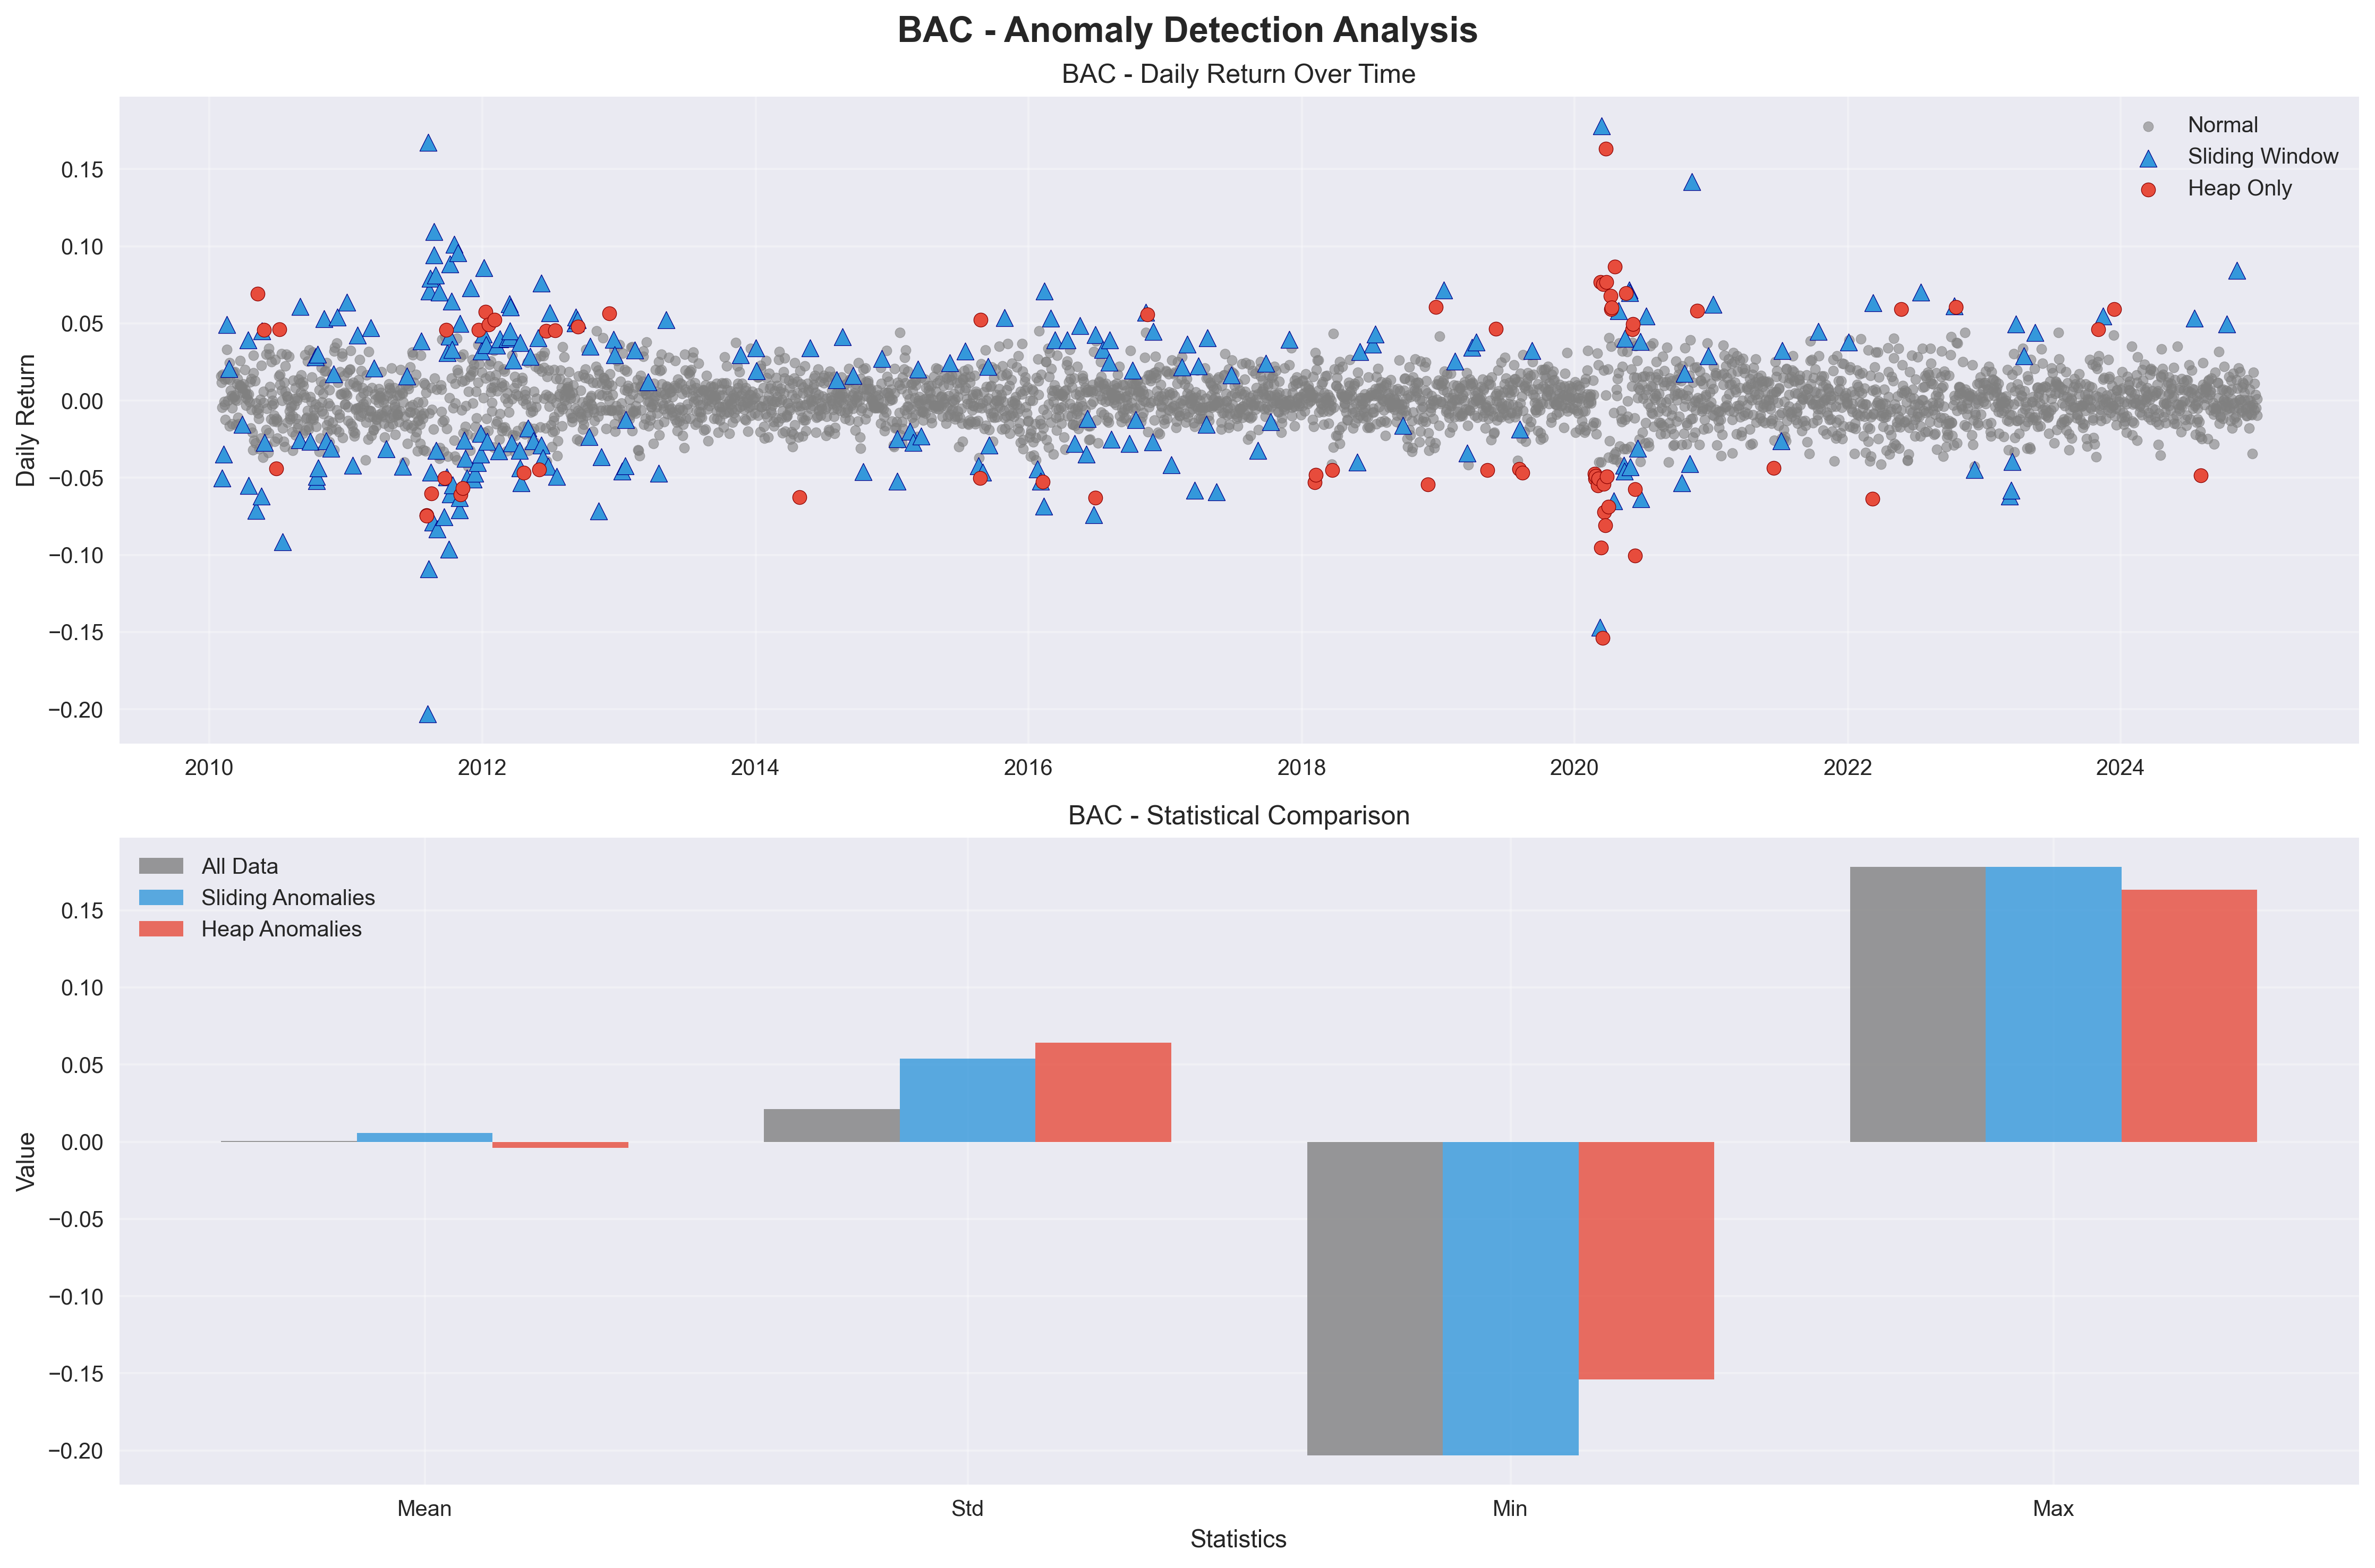 BAC - Anomaly Detection Analysis
BAC - Daily Return Over Time
Normal
Sliding Window
Heap Only
Daily Return
0.15
0.10
0.05
0.00
−0.05
−0.10
−0.15
−0.20
2010 2012 2014 2016 2018 2020 2022 2024
BAC - Statistical Comparison
All Data
Sliding Anomalies
Heap Anomalies
Value
0.15
0.10
0.05
0.00
−0.05
−0.10
−0.15
−0.20
Mean Std Min Max
Statistics